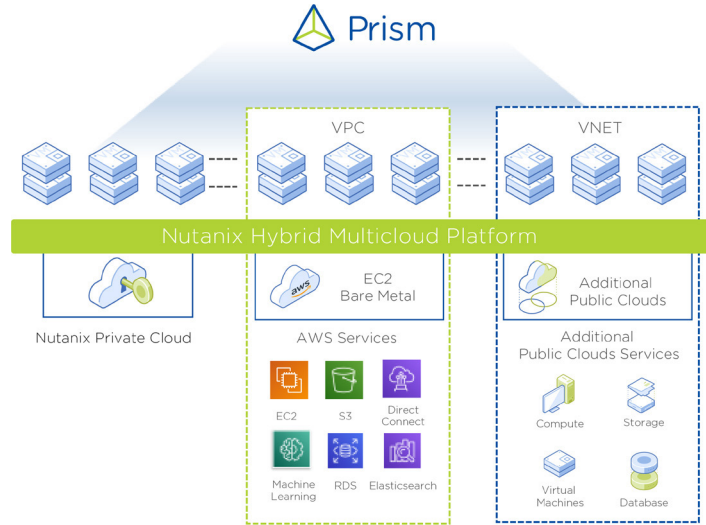 Prism
VPC
VNET
Nutanix Hybrid Multicloud Platform
Nutanix Private Cloud
aws
EC2
Bare Metal
AWS Services
EC2
S3
Direct
Connect
Machine
Learning
RDS
Elasticsearch
Additional
Public Clouds
Additional
Public Clouds Services
Compute
Storage
Virtual
Machines
Database